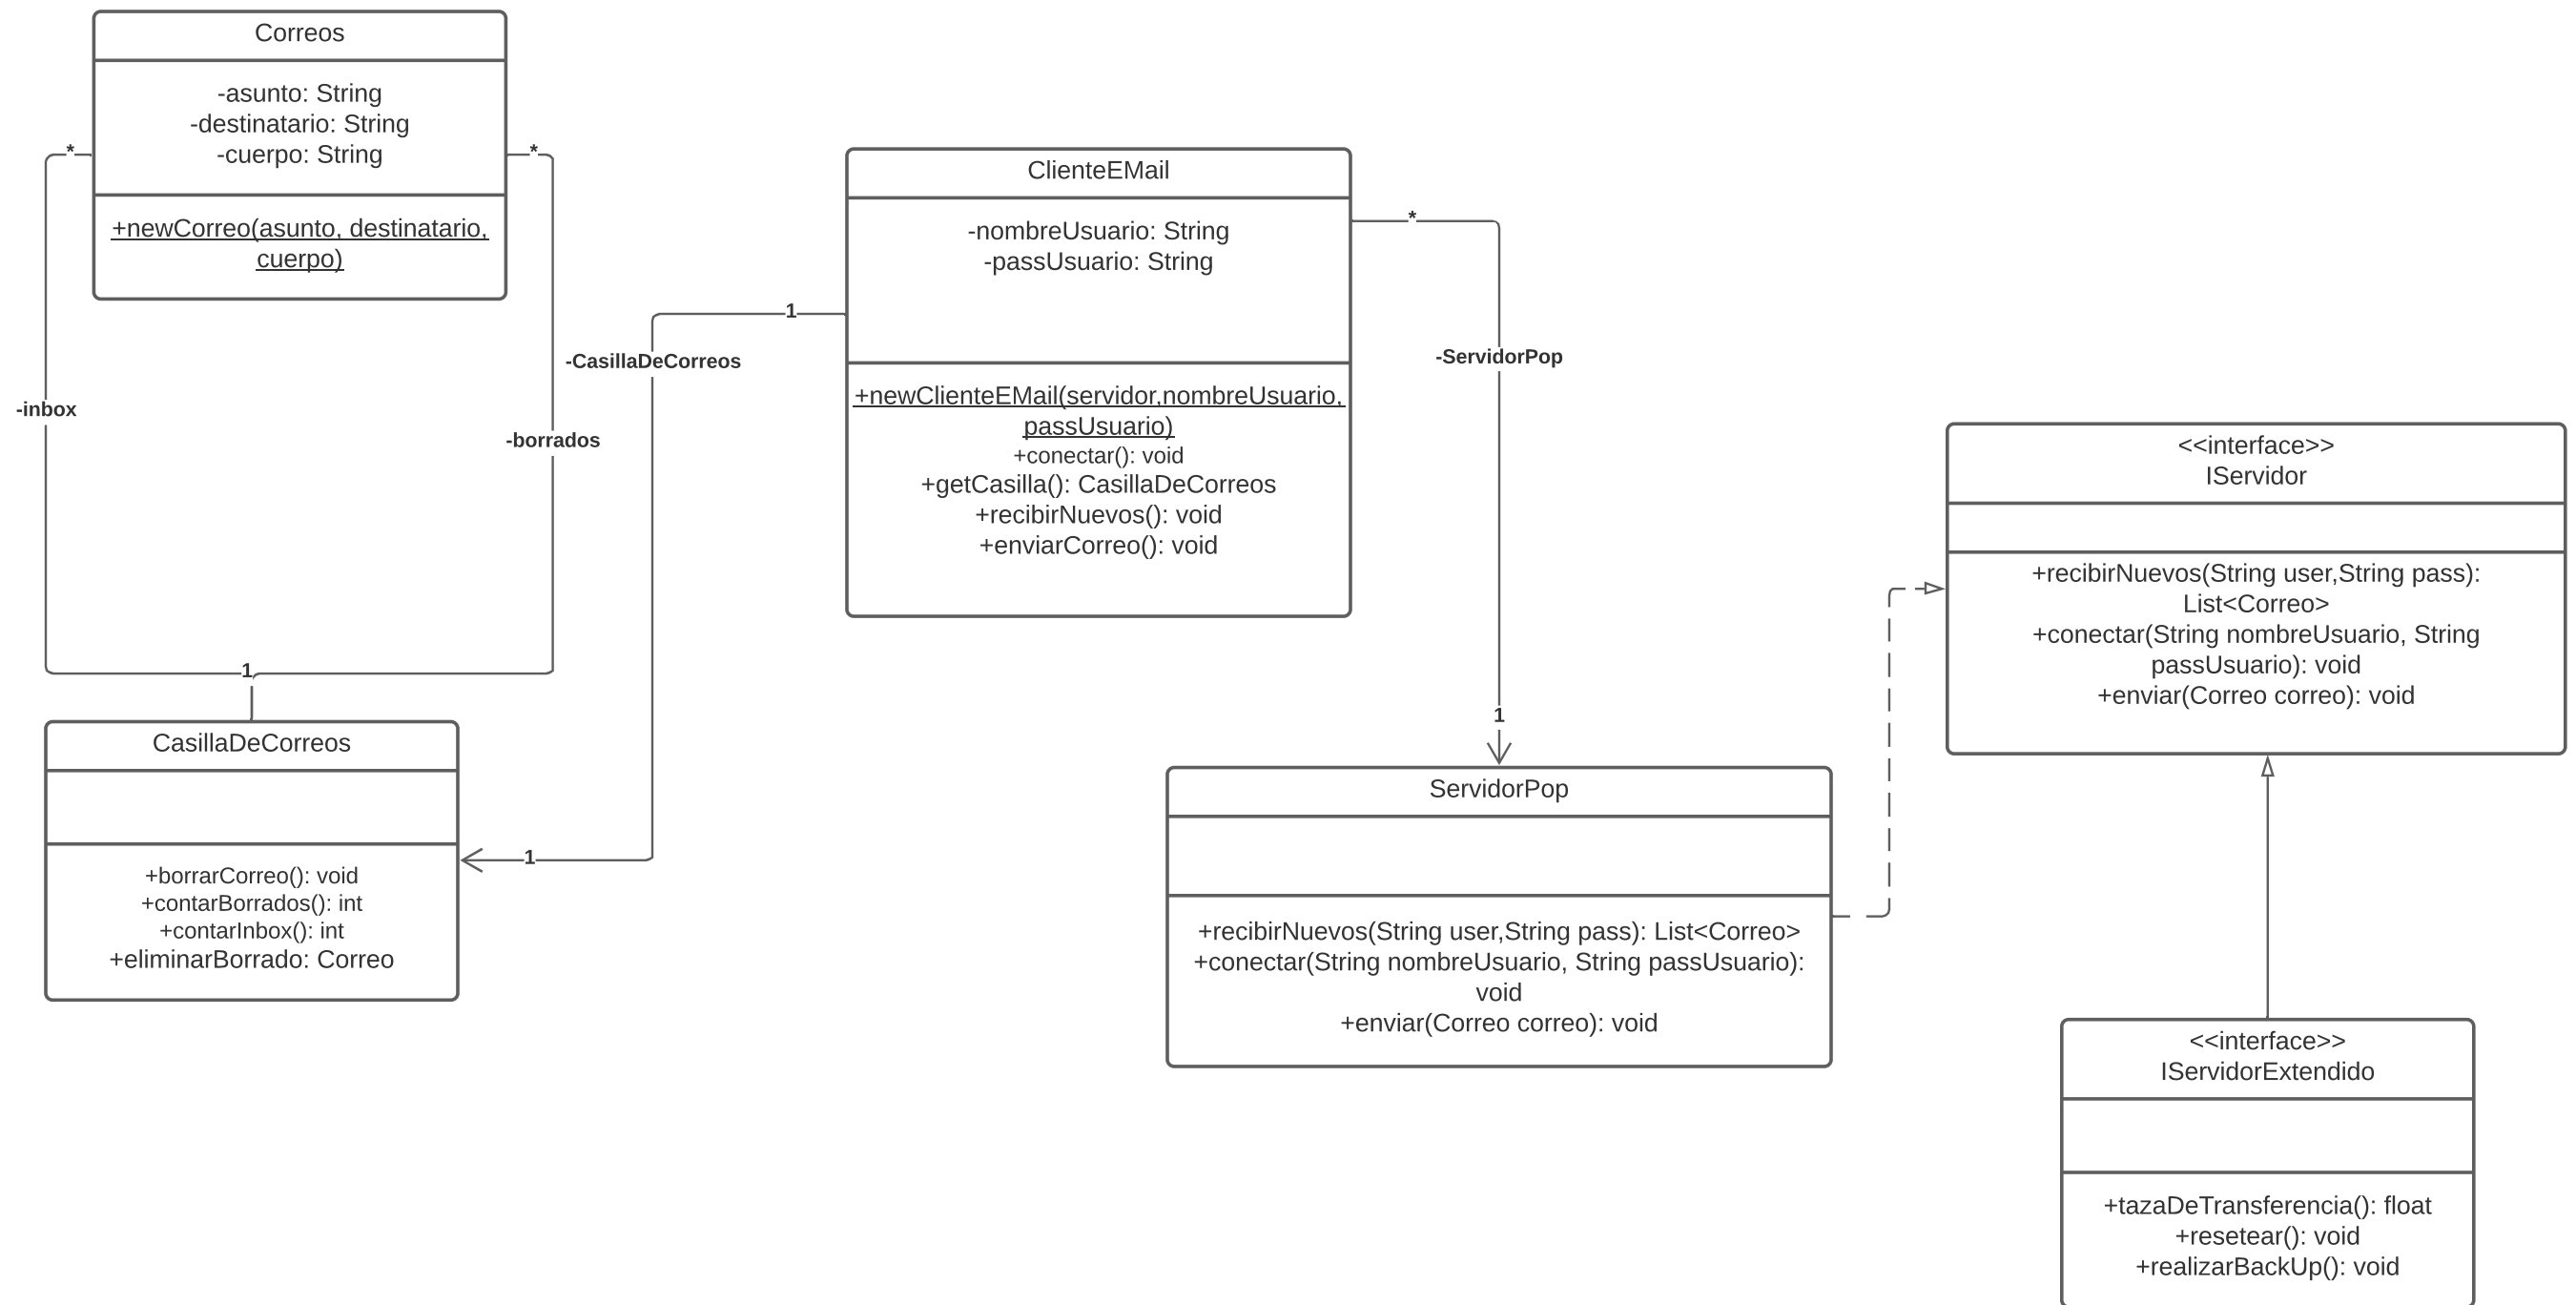 Correos
-asunto: String
-destinatario: String
-cuerpo: String
+newCorreo(asunto, destinatario,
cuerpo)
*
*
-inbox
-borrados
1
CasillaDeCorreos
+borrarCorreo(): void
+contarBorrados(): int
+contarInbox(): int
+eliminarBorrado: Correo
1
-CasillaDeCorreos
1
ClienteEMail
-nombreUsuario: String
-passUsuario: String
+newClienteEMail(servidor,nombreUsuario,
passUsuario)
+conectar(): void
+getCasilla(): CasillaDeCorreos
+recibirNuevos(): void
+enviarCorreo(): void
*
-ServidorPop
1
ServidorPop
+recibirNuevos(String user,String pass): List<Correo>
+conectar(String nombreUsuario, String passUsuario):
void
+enviar(Correo correo): void
<<interface>>
IServidor
+recibirNuevos(String user,String pass):
List<Correo>
+conectar(String nombreUsuario, String
passUsuario): void
+enviar(Correo correo): void
<<interface>>
IServidorExtendido
+tazaDeTransferencia(): float
+resetear(): void
+realizarBackUp(): void